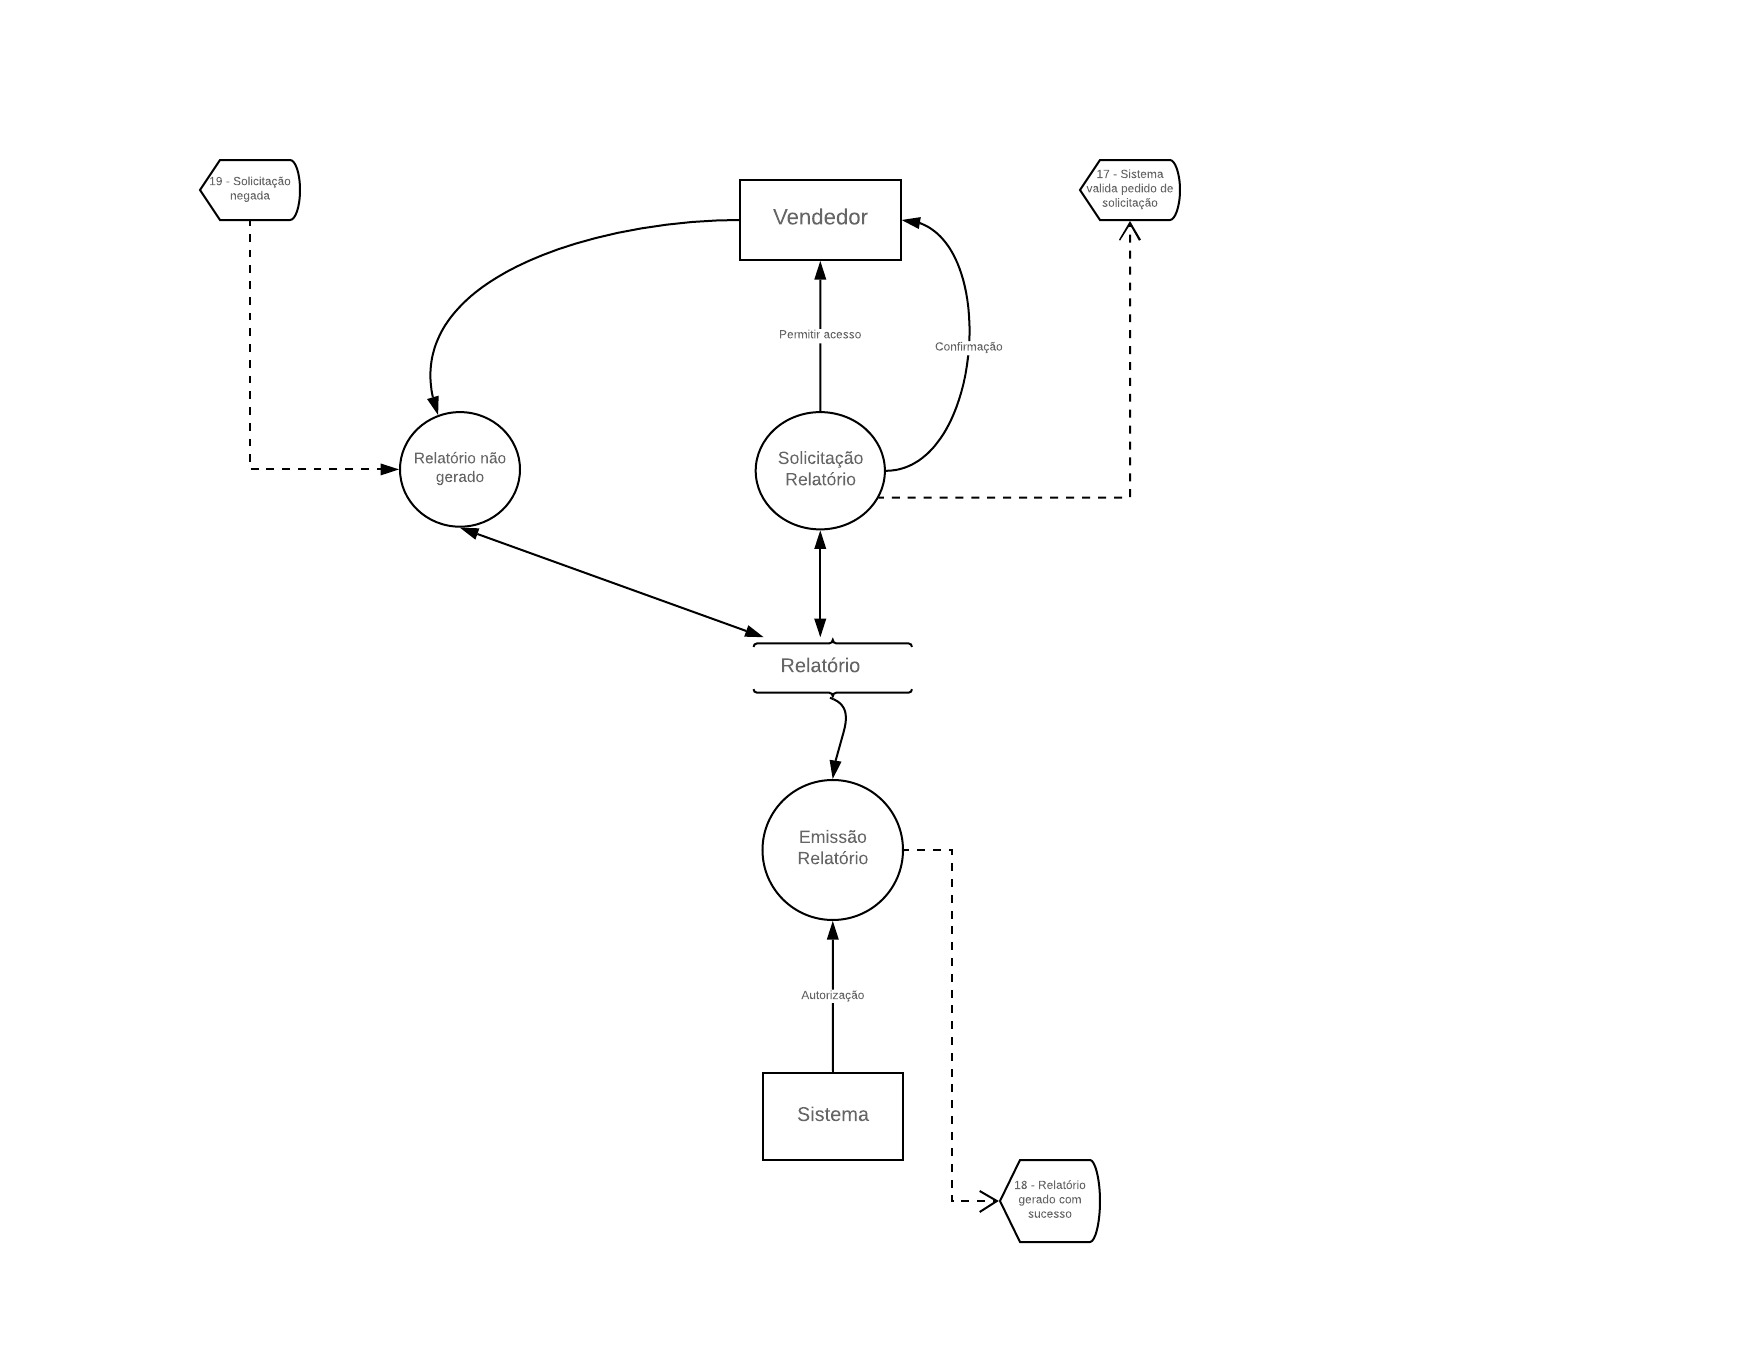 19 - Solicitação
negada
Vendedor
17 - Sistema
valida pedido de
solicitação
Permitir acesso
Confirmação
Relatório não
gerado
Solicitação
Relatório
Relatório
Emissão
Relatório
Autorização
Sistema
18 - Relatório
gerado com
sucesso